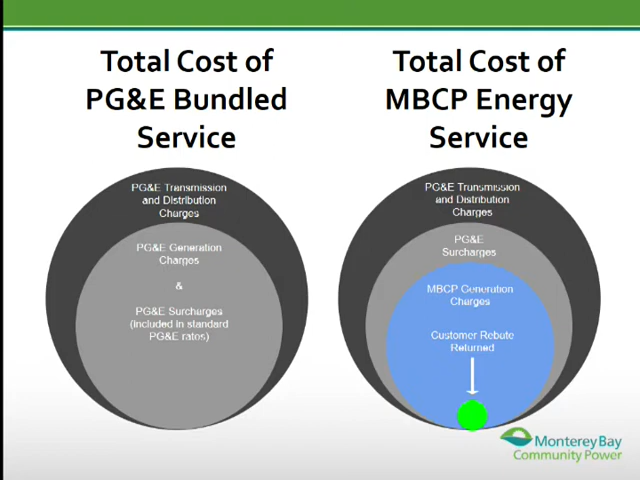 Total Cost of
PG&E Bundled
Service
PG&E Transmission
and Distribution
Charges
PG&E Generation
Charges
&
PG&E Surcharges
(included in standard
PG&E rates)
Total Cost of
MBCP Energy
Service
PG&E Transmission
and Distribution
Charges
PG&E
Surcharges
MBCP Generation
Charges
Customer Rebate
Returned
Monterey Bay
Community Power